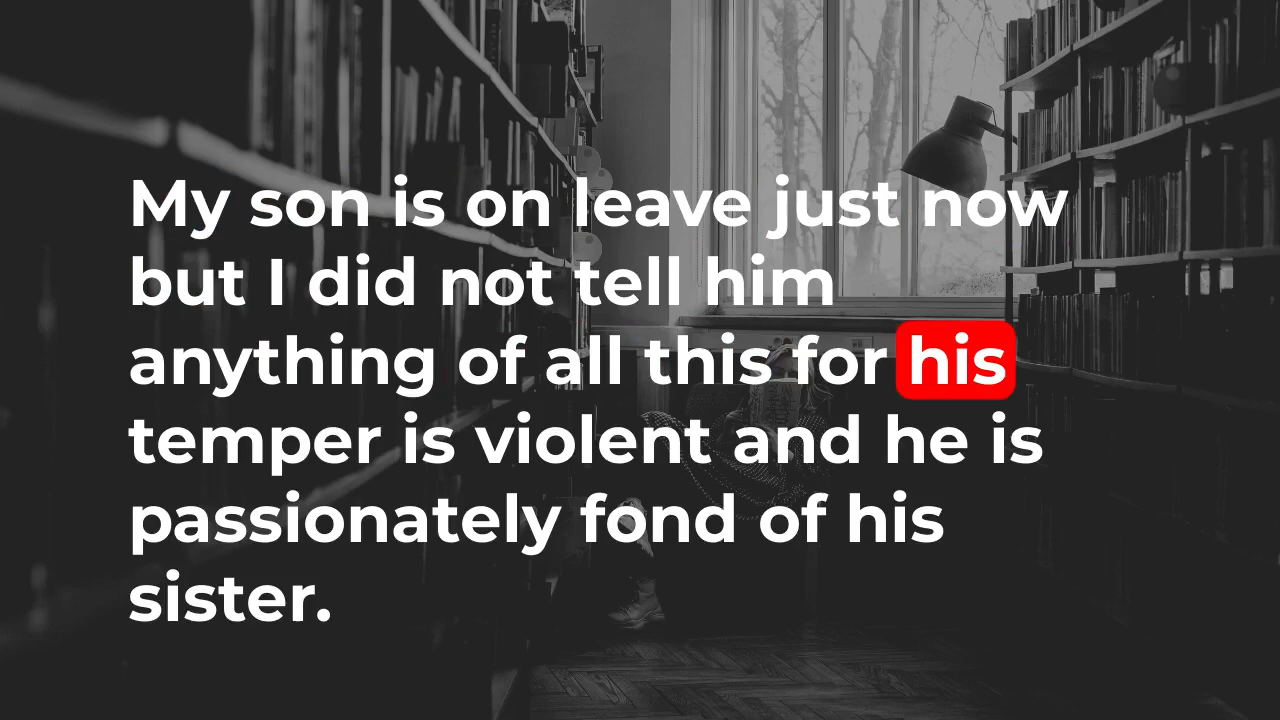 My son is on leave just now
but I did not tell him
anything of all this for his
temper is violent and he is
passionately fond of his
sister.